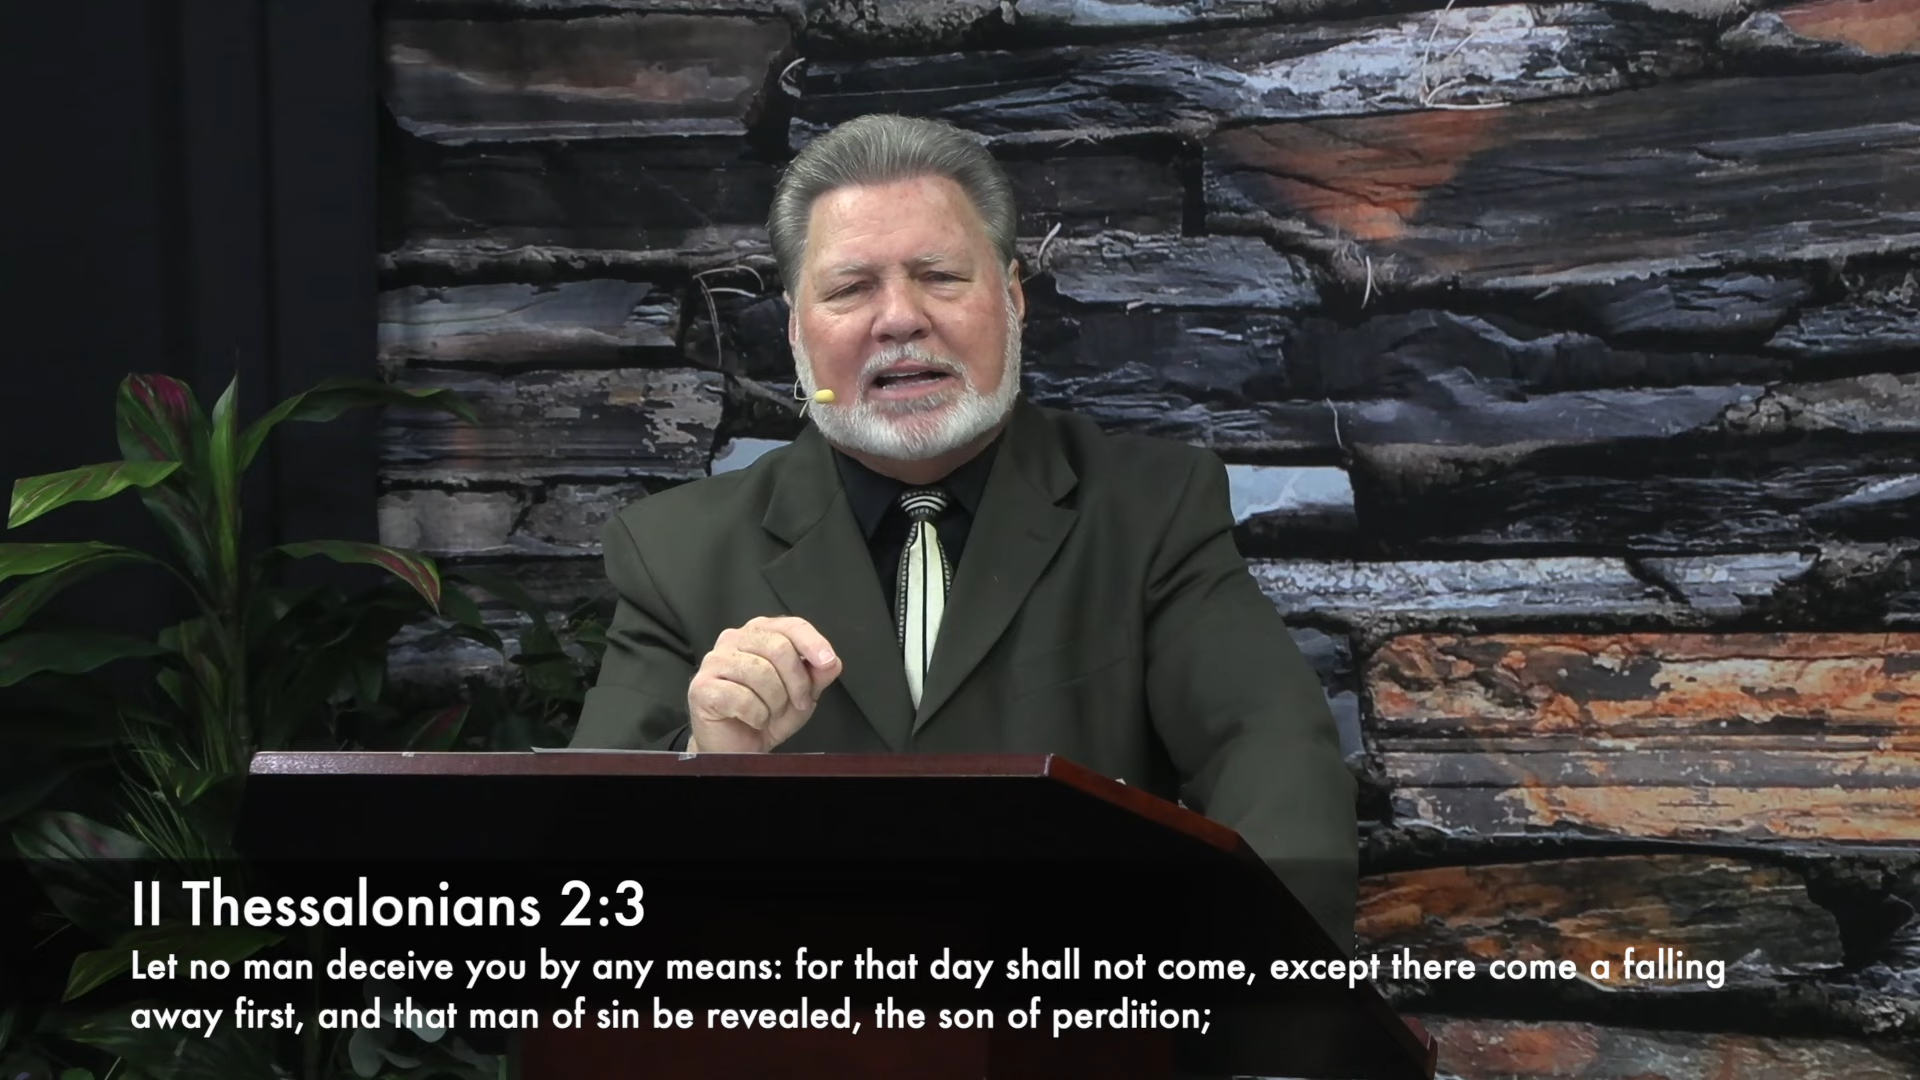 II Thessalonians 2:3
Let no man deceive you by any means: for that day shall not come, except there come a falling
away first, and that man of sin be revealed, the son of perdition;